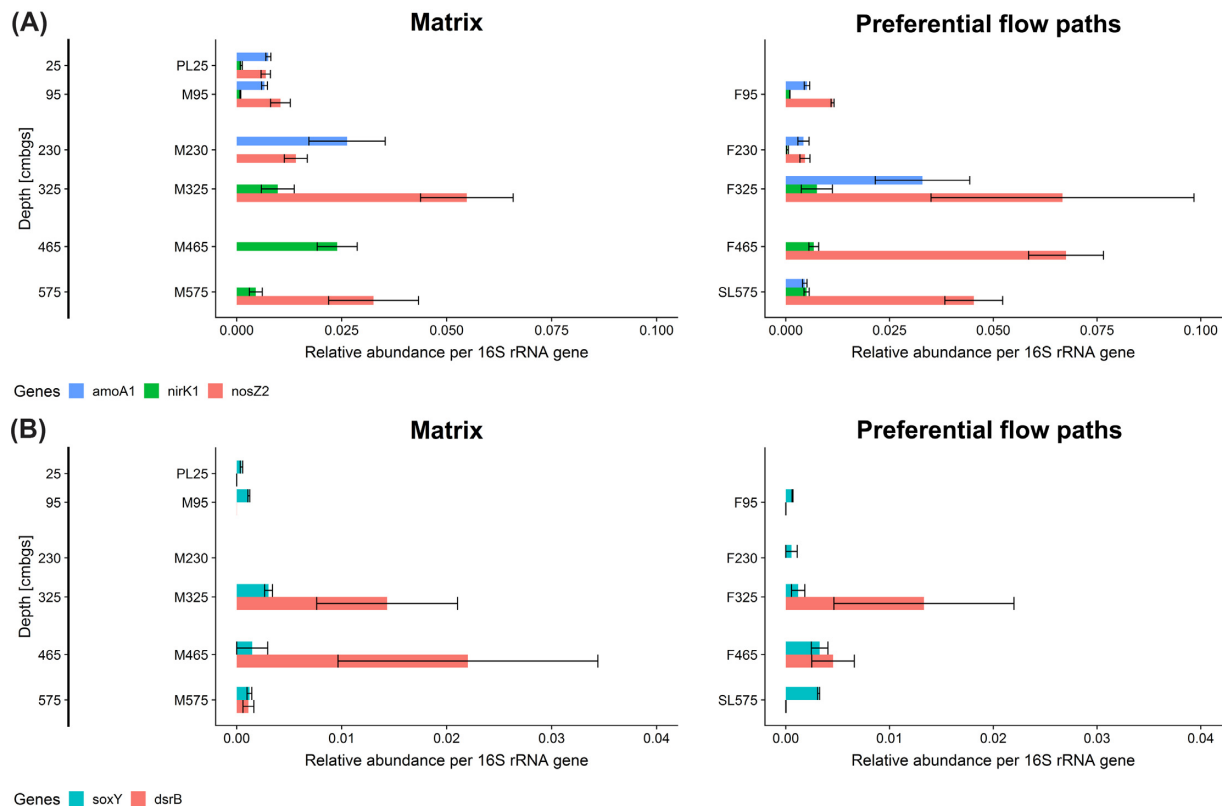 (A)
Matrix
Preferential flow paths
Depth [cmbgs]
25
95
230
325
465
575
PL25
M95
M230
M325
M465
M575
0.000 0.025 0.050 0.075 0.100
Relative abundance per 16S rRNA gene
F95
F230
F325
F465
SL575
0.000 0.025 0.050 0.075 0.100
Relative abundance per 16S rRNA gene
Genes amoA1 nirK1 nosZ2
(B)
Matrix
Preferential flow paths
Depth [cmbgs]
25
95
230
325
465
575
PL25
M95
M230
M325
M465
M575
0.00 0.01 0.02 0.03 0.04
Relative abundance per 16S rRNA gene
F95
F230
F325
F465
SL575
0.00 0.01 0.02 0.03 0.04
Relative abundance per 16S rRNA gene
Genes soxY dsrB